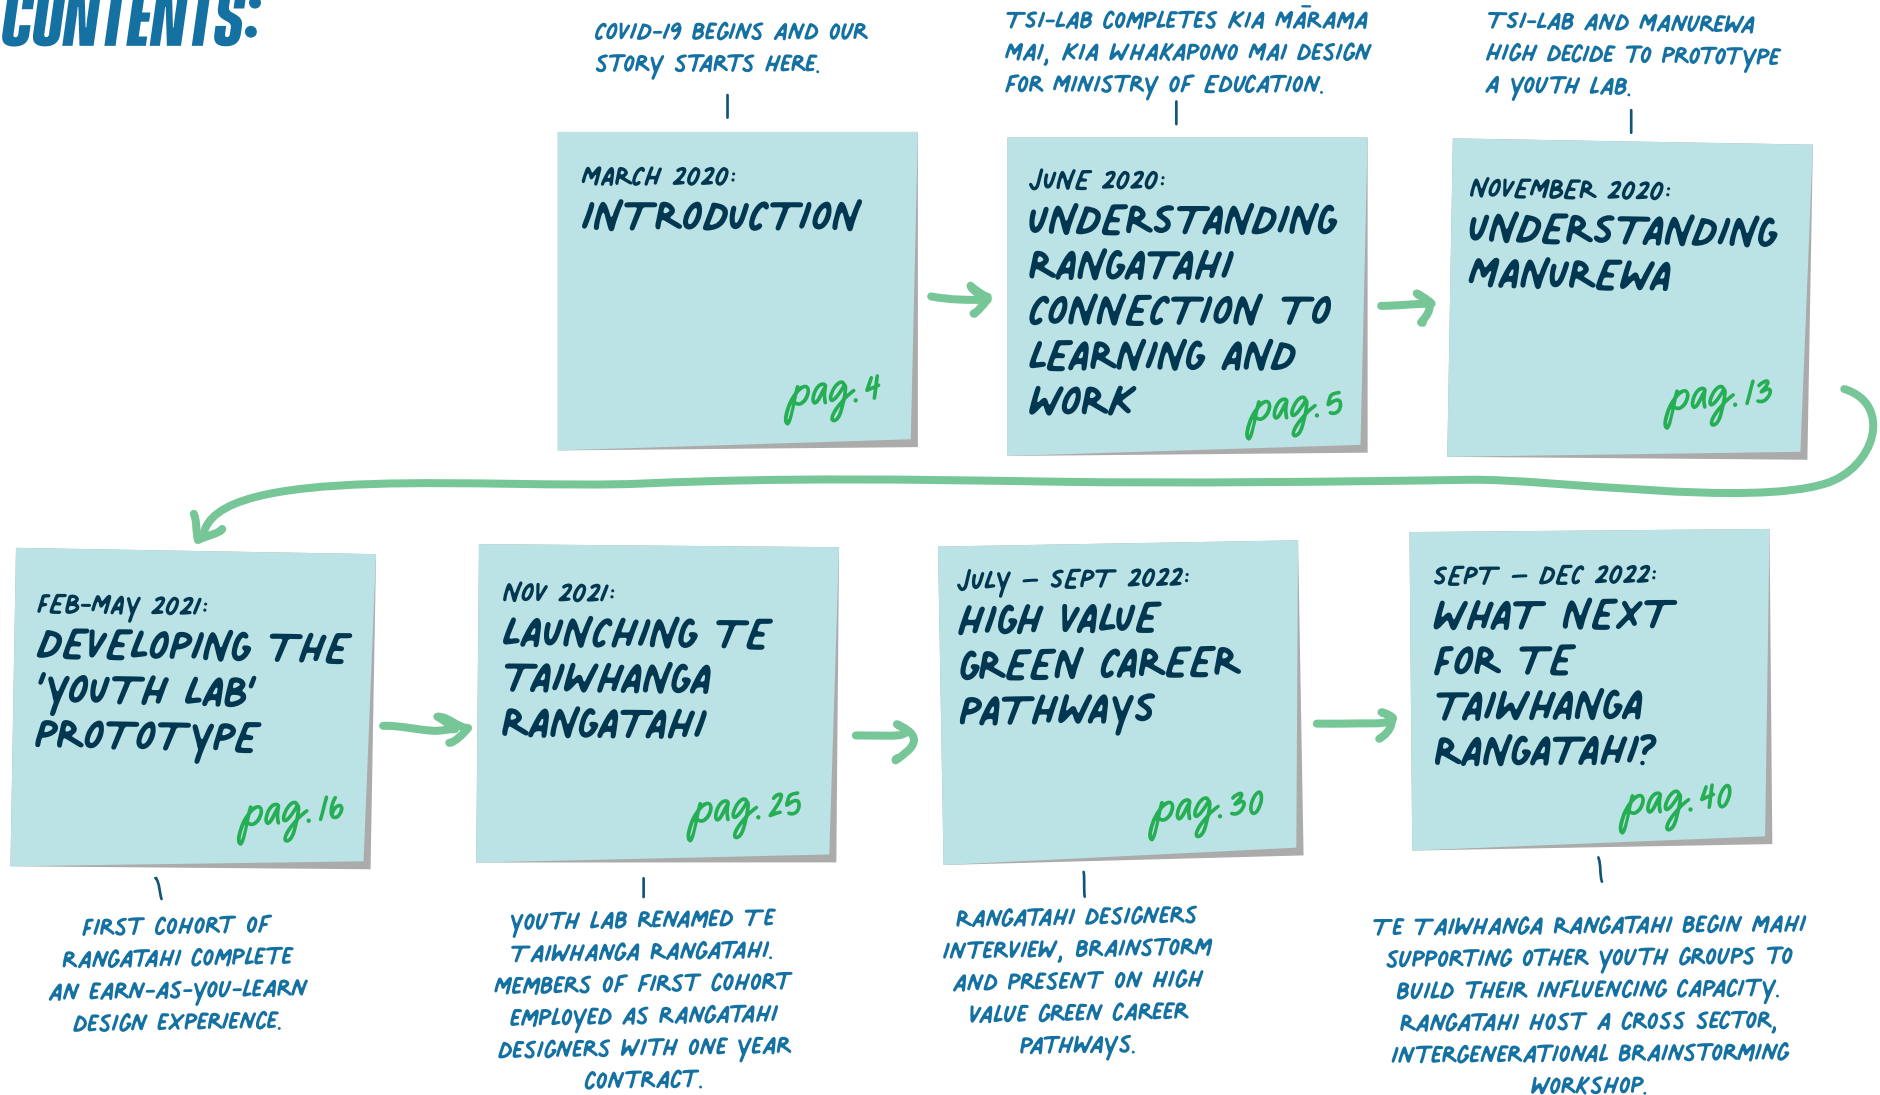 CONTENTS:
COVID-19 BEGINS AND OUR
STORY STARTS HERE.
MARCH 2020:
INTRODUCTION
pag. 4
TSI-LAB COMPLETES KIA MĀRAMA
MAI, KIA WHAKAPONO MAI DESIGN
FOR MINISTRY OF EDUCATION.
JUNE 2020:
UNDERSTANDING
RANGATAHI
CONNECTION TO
LEARNING AND
WORK
pag. 5
TSI-LAB AND MANUREWA
HIGH DECIDE TO PROTOTYPE
A YOUTH LAB.
NOVEMBER 2020:
UNDERSTANDING
MANUREWA
pag. 13
FEB-MAY 2021:
DEVELOPING THE
'YOUTH LAB'
PROTOTYPE
pag. 16
FIRST COHORT OF
RANGATAHI COMPLETE
AN EARN-AS-YOU-LEARN
DESIGN EXPERIENCE.
NOV 2021:
LAUNCHING TE
TAIWHANGA
RANGATAHI
pag. 25
YOUTH LAB RENAMED TE
TAIWHANGA RANGATAHI.
MEMBERS OF FIRST COHORT
EMPLOYED AS RANGATAHI
DESIGNERS WITH ONE YEAR
CONTRACT.
JULY – SEPT 2022:
HIGH VALUE
GREEN CAREER
PATHWAYS
pag. 30
RANGATAHI DESIGNERS
INTERVIEW, BRAINSTORM
AND PRESENT ON HIGH
VALUE GREEN CAREER
PATHWAYS.
SEPT – DEC 2022:
WHAT NEXT
FOR TE
TAIWHANGA
RANGATAHI?
pag. 40
TE TAIWHANGA RANGATAHI BEGIN MAHI
SUPPORTING OTHER YOUTH GROUPS TO
BUILD THEIR INFLUENCING CAPACITY.
RANGATAHI HOST A CROSS SECTOR,
INTERGENERATIONAL BRAINSTORMING
WORKSHOP.